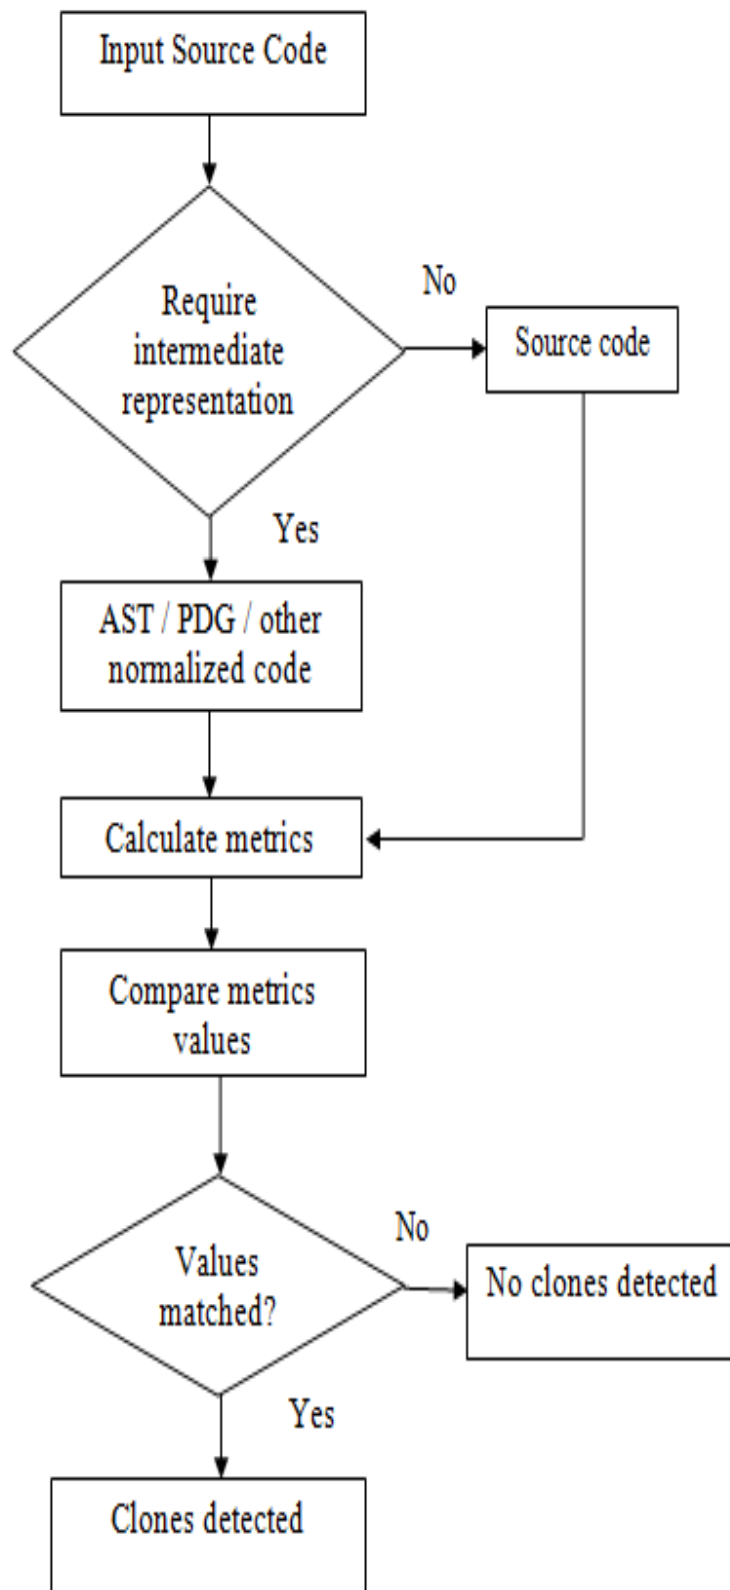 Input Source Code
No
Require
intermediate
representation
Source code
Yes
AST / PDG / other
normalized code
Calculate metrics
Compare metrics
values
No
Values
matched?
No clones detected
Yes
Clones detected